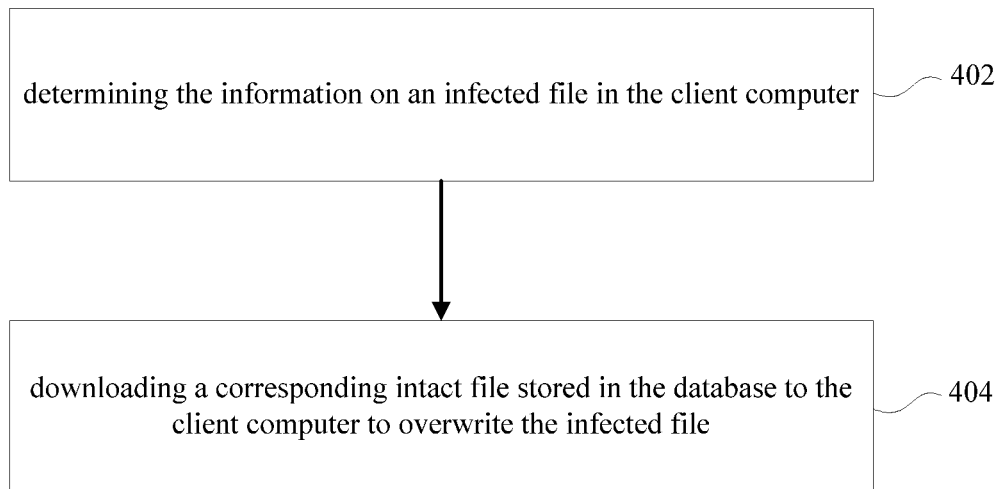 determining the information on an infected file in the client computer
402
downloading a corresponding intact file stored in the database to the
client computer to overwrite the infected file
404